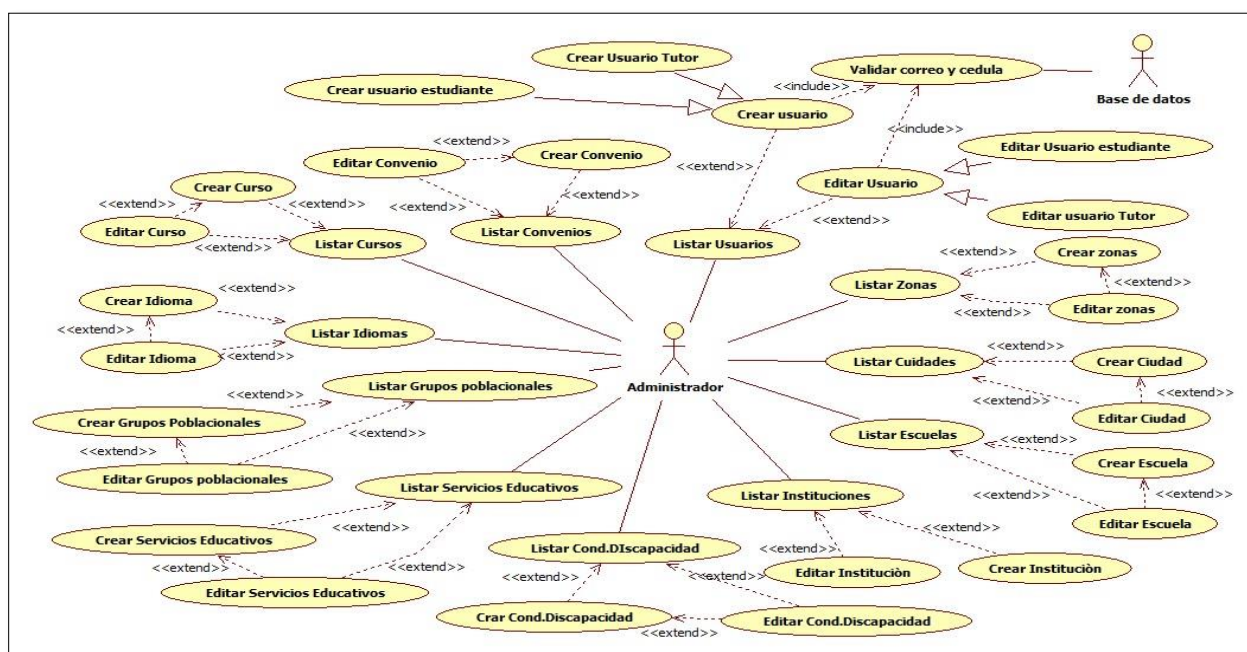 Crear Usuario Tutor
Validar correo y cedula
Base de datos
Crear usuario estudiante
<<include>>
Crear usuario
<<include>>
Editar Usuario estudiante
Editar Convenio
<<extend>>
Crear Convenio
<<extend>>
Editar Usuario
Crear Curso
<<extend>>
<<extend>>
<<extend>>
<<extend>>
<<extend>>
Editar usuario Tutor
Editar Curso
<<extend>>
Listar Cursos
Listar Convenios
Listar Usuarios
<<extend>>
Crear zonas
<<extend>>
Listar Zonas
<<extend>>
Crear Idioma
<<extend>>
Editar zonas
<<extend>>
Listar Idiomas
Editar Idioma
<<extend>>
Listar Cuidades
<<extend>>
Crear Ciudad
Administrador
Listar Grupos poblacionales
<<extend>>
<<extend>>
<<extend>>
Crear Grupos Poblacionales
Editar Ciudad
<<extend>>
<<extend>>
Listar Escuelas
<<extend>>
Crear Escuela
Editar Grupos poblacionales
Listar Servicios Educativos
Listar Instituciones
<<extend>>
<<extend>>
<<extend>>
Editar Escuela
Crear Servicios Educativos
Listar Cond.DIscapacidad
<<extend>>
<<extend>>
<<extend>>
<<extend>>
Editar Instituciòn
Crear Instituciòn
Editar Servicios Educativos
<<extend>>
<<extend>>
Crar Cond.Discapacidad
Editar Cond.Discapacidad
<<extend>>